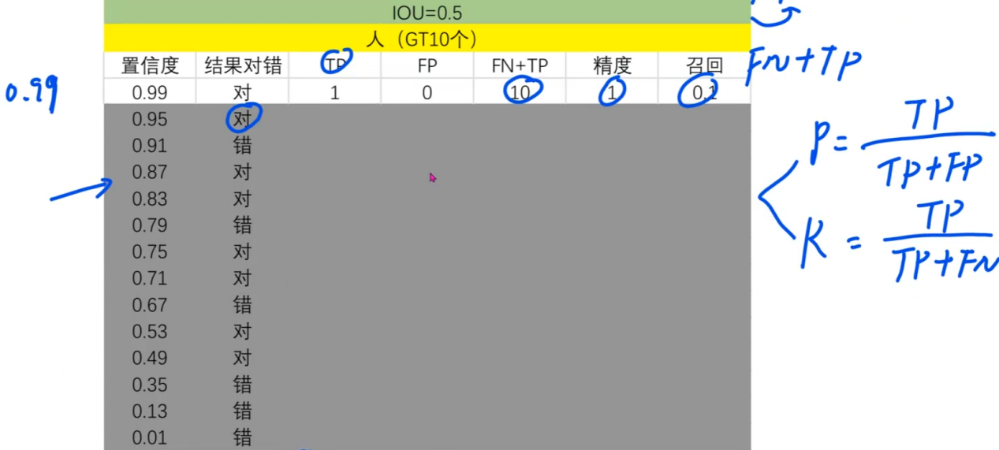 IOU=0.5
人（GT10个）
置信度 结果对错 TP FP FN+TP 精度 召回
0.99 对 1 0 10 1 0.1
0.95 对
0.91 错
0.87 对
0.83 对
0.79 错
0.75 对
0.71 对
0.67 错
0.53 对
0.49 对
0.35 错
0.13 错
0.01 错
0.99
FN+TP
P= TP
TP+FP
R = TP
TP+FN